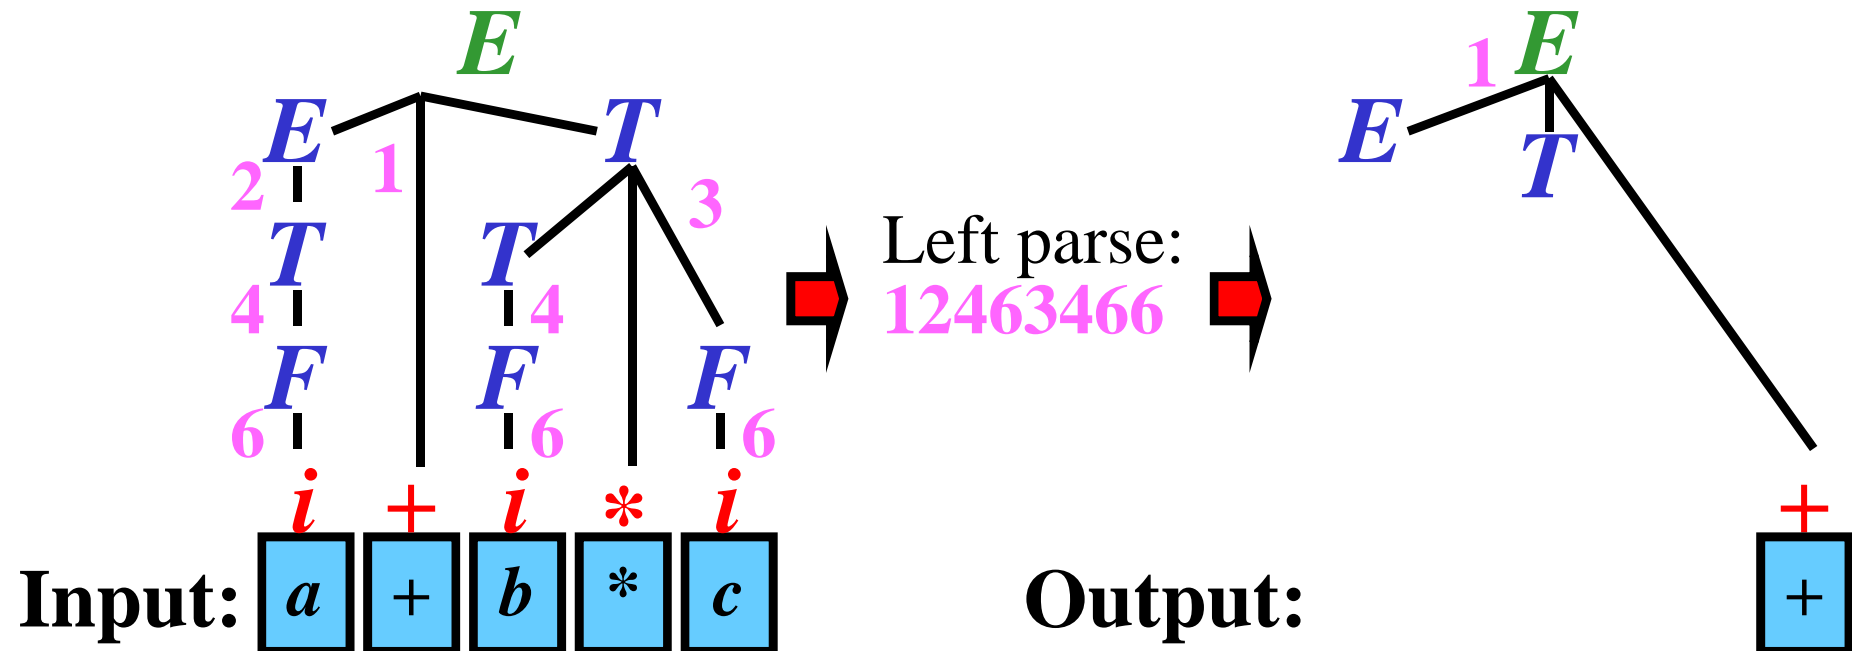 E
1 E
E T
E T
2 1 3
T T
Left parse:
4 4
12463466
F F F
6 6 6
i + i * i
+
Input: a + b * c
Output: +